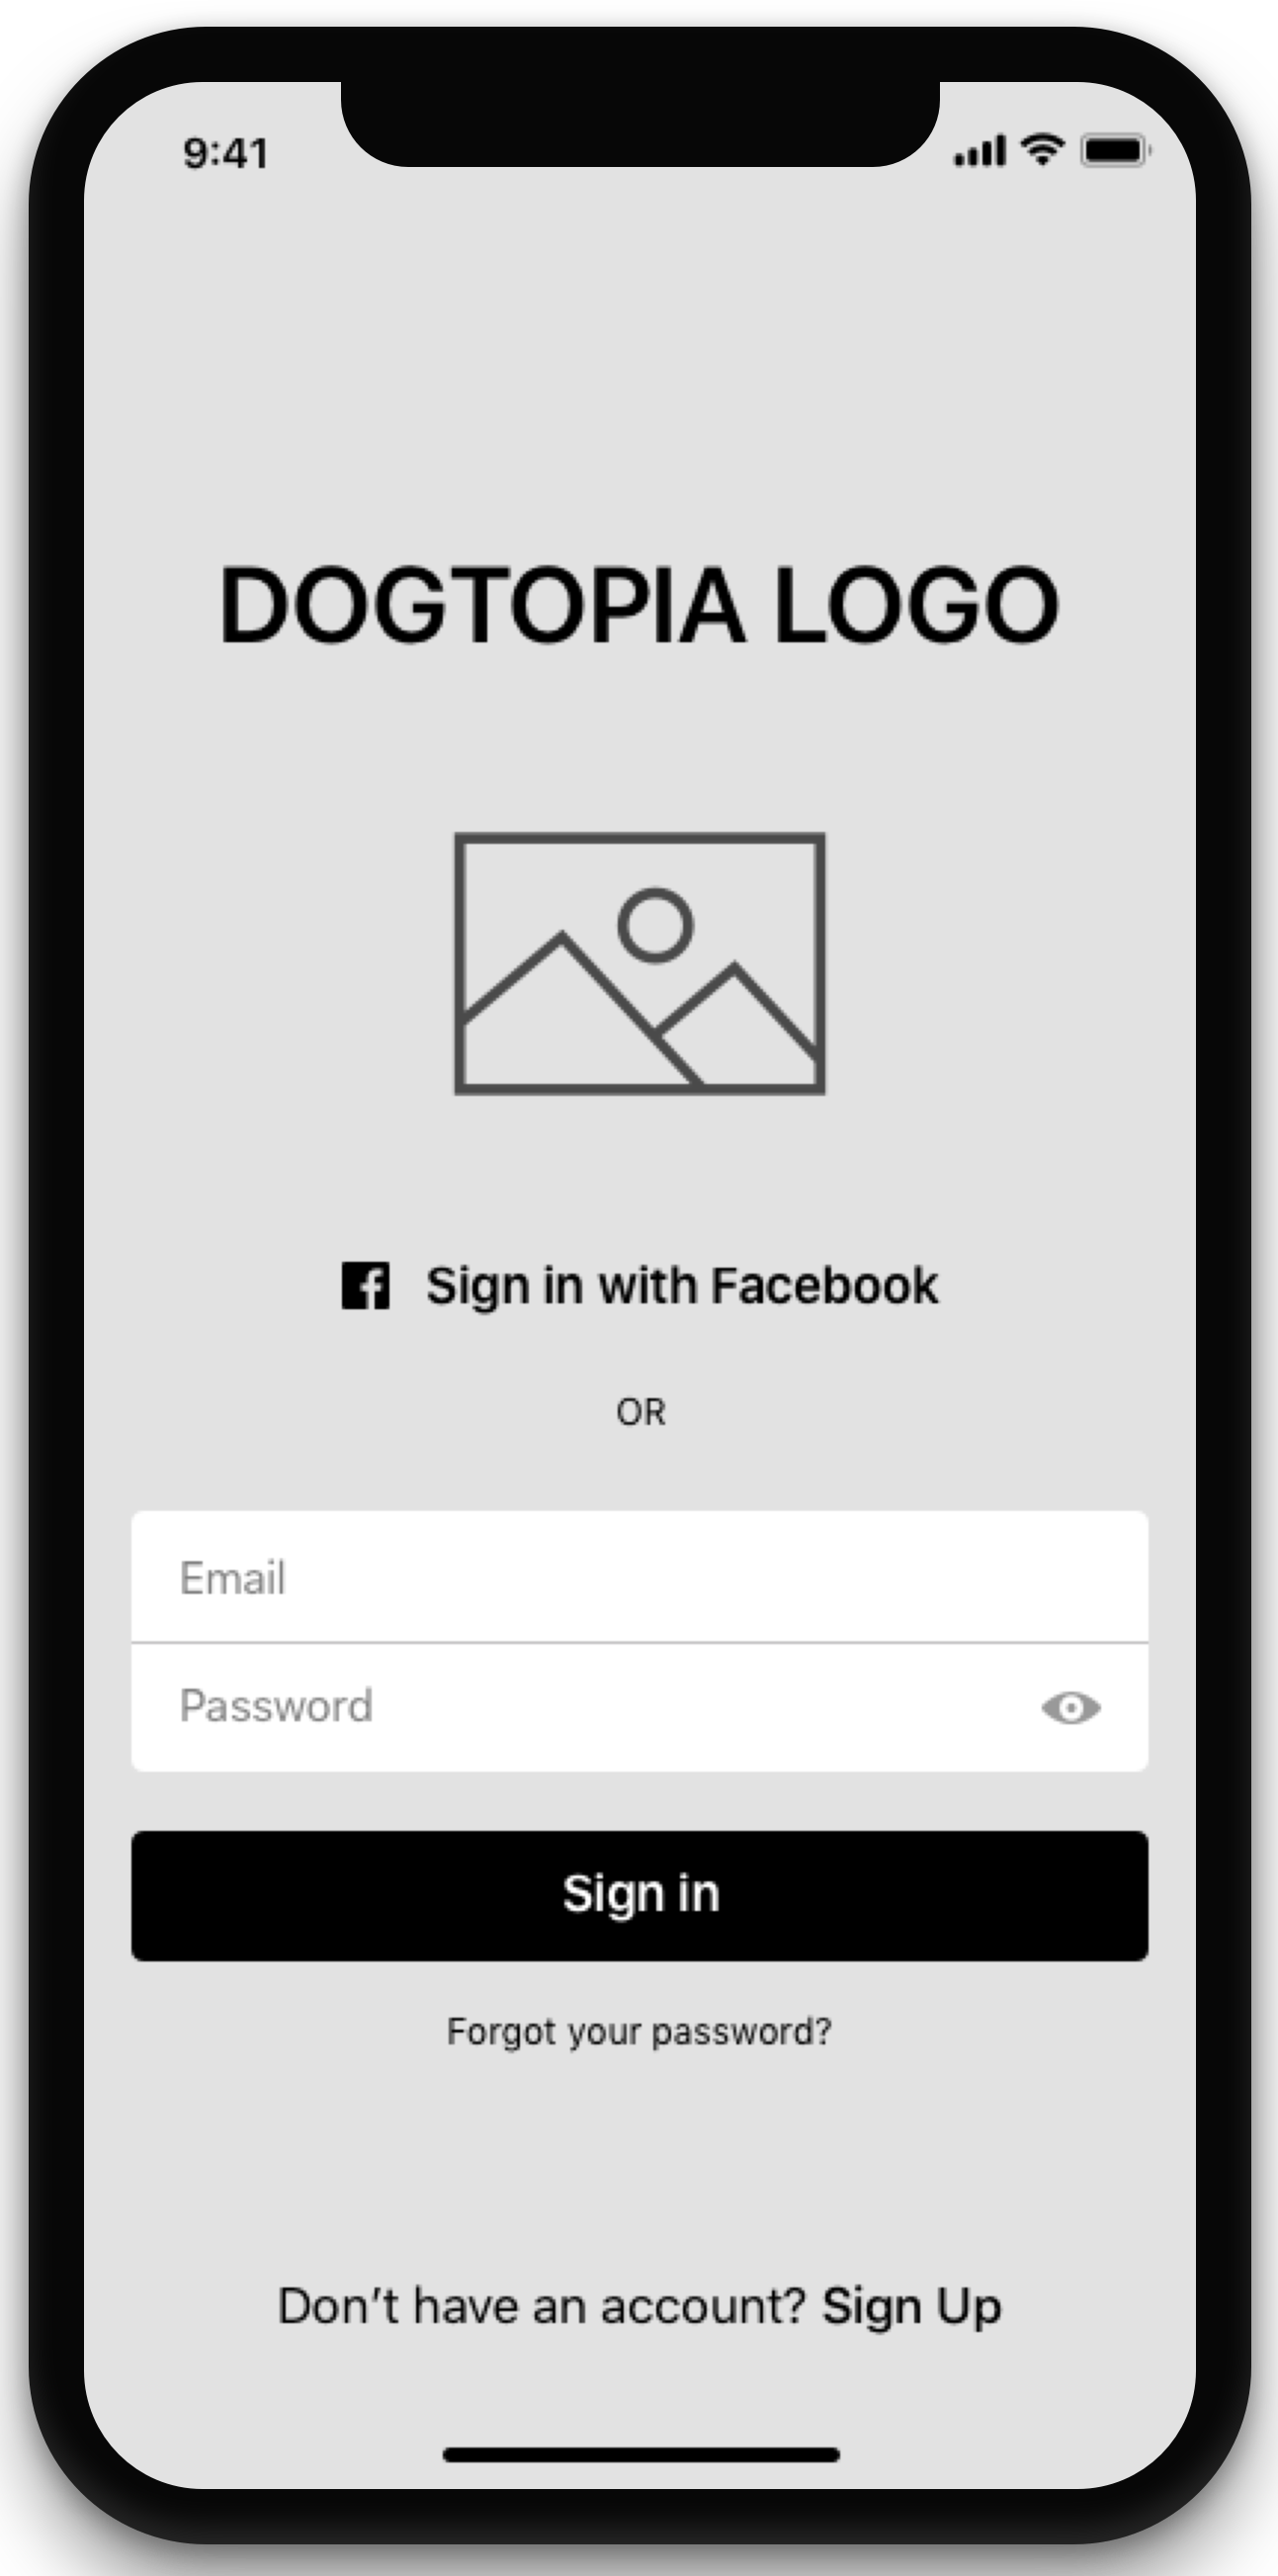 9:41
DOGTOPIA LOGO
Sign in with Facebook
OR
Email
Password
Sign in
Forgot your password?
Don’t have an account? Sign Up